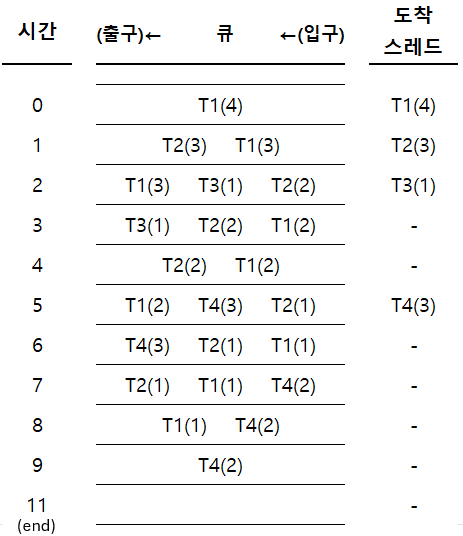 시간 (출구)← 큐 ←(입구) 도착 스레드
0 T1(4) T1(4)
1 T2(3) T1(3) T2(3)
2 T1(3) T3(1) T2(2) T3(1)
3 T3(1) T2(2) T1(2) -
4 T2(2) T1(2) -
5 T1(2) T4(3) T2(1) T4(3)
6 T4(3) T2(1) T1(1) -
7 T2(1) T1(1) T4(2) -
8 T1(1) T4(2) -
9 T4(2) -
11 -
(end)